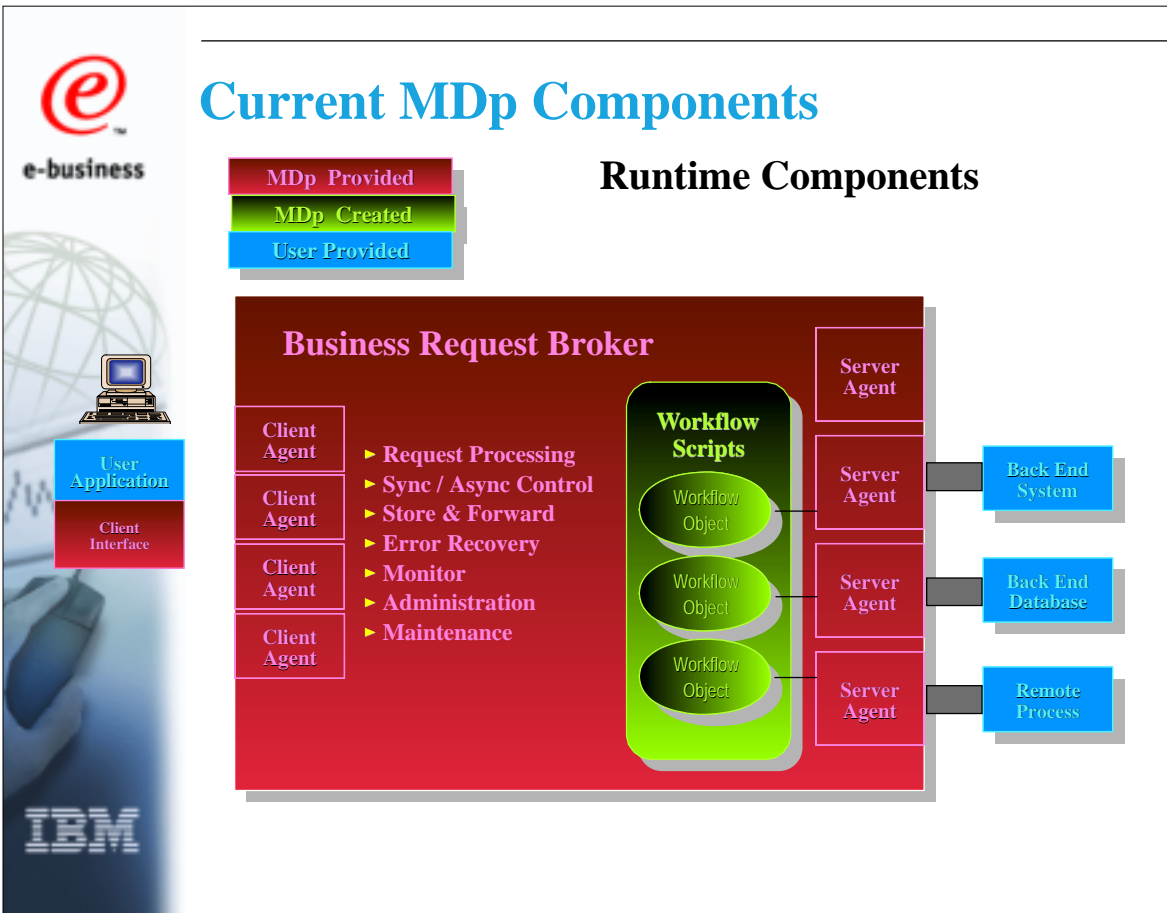 e
TM
e-business
Current MDp Components
Runtime Components
MDp Provided
MDp Created
User Provided
Business Request Broker
Client
Agent
Client
Agent
Client
Agent
Client
Agent
► Request Processing
► Sync / Async Control
► Store & Forward
► Error Recovery
► Monitor
► Administration
► Maintenance
Workflow
Scripts
Workflow
Object
Workflow
Object
Workflow
Object
Server
Agent
Server
Agent
Server
Agent
Server
Agent
Back End
System
Back End
Database
Remote
Process
User
Application
Client
Interface
IBM